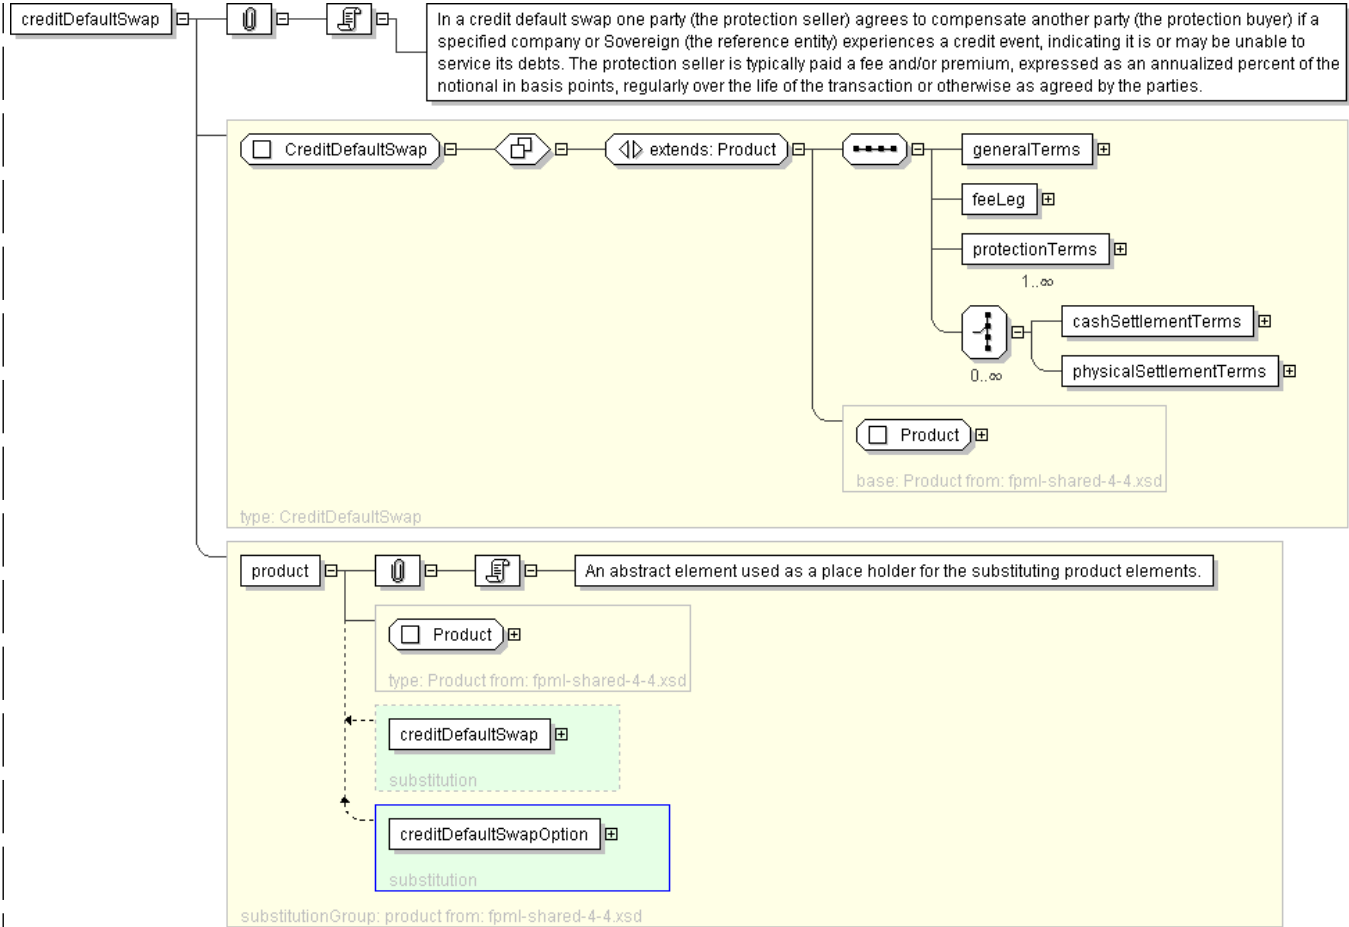 creditDefaultSwap
In a credit default swap one party (the protection seller) agrees to compensate another party (the protection buyer) if a
specified company or Sovereign (the reference entity) experiences a credit event, indicating it is or may be unable to
service its debts. The protection seller is typically paid a fee and/or premium, expressed as an annualized percent of the
notional in basis points, regularly over the life of the transaction or otherwise as agreed by the parties.
CreditDefaultSwap
extends: Product
generalTerms
feeLeg
protectionTerms
1..∞
cashSettlementTerms
0..∞
physicalSettlementTerms
Product
base: Product from: fpml-shared-4-4.xsd
type: CreditDefaultSwap
product
An abstract element used as a place holder for the substituting product elements.
Product
type: Product from: fpml-shared-4-4.xsd
creditDefaultSwap
substitution
creditDefaultSwapOption
substitution
substitutionGroup: product from: fpml-shared-4-4.xsd